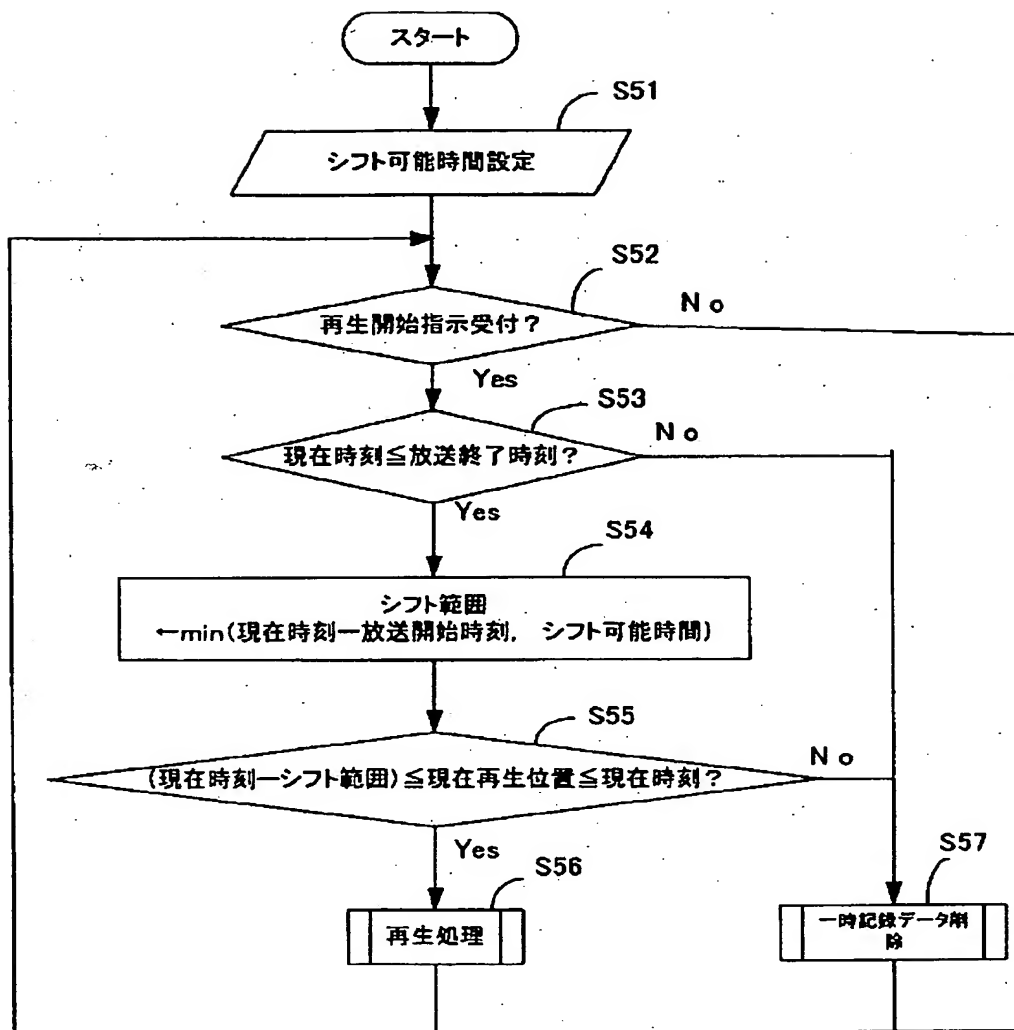 スタート
S51
シフト可能時間設定
S52
再生開始指示受付？
No
Yes
S53
現在時刻≦放送終了時刻？
No
Yes
S54
シフト範囲
←min(現在時刻－放送開始時刻, シフト可能時間)
S55
(現在時刻－シフト範囲)≦現在再生位置≦現在時刻？
No
Yes
S56
再生処理
S57
一時記録データ削
除